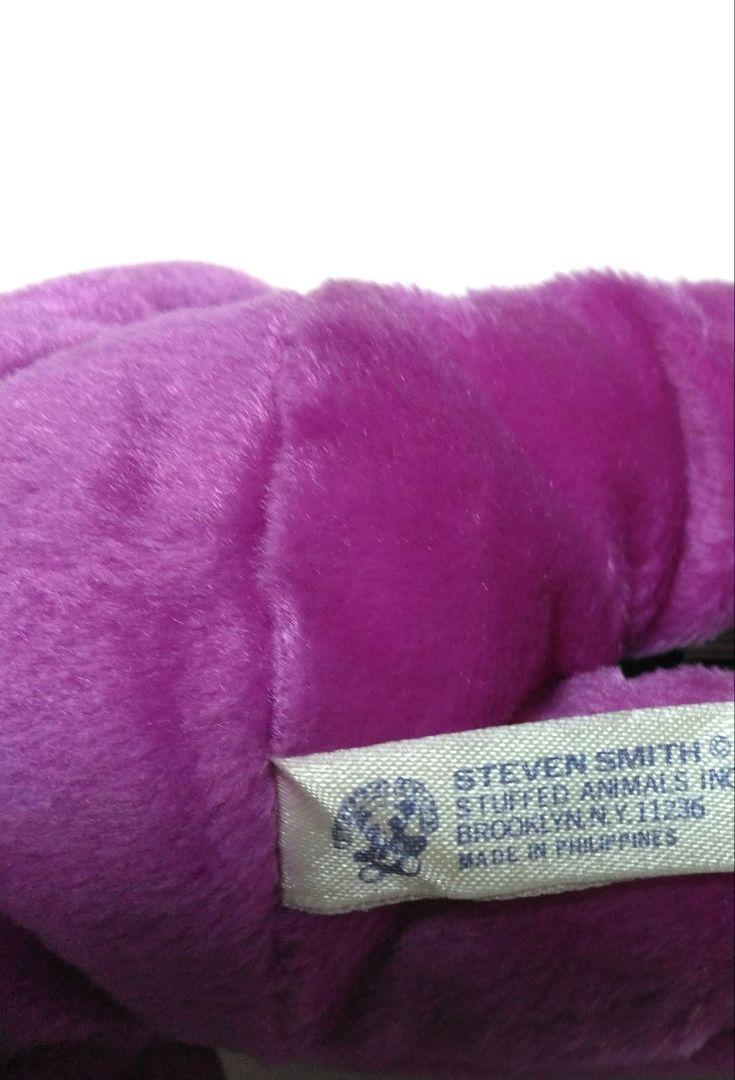 STEVEN SMITH ©
STUFFED ANIMALS INC
BROOKLYN, N.Y. 11236
MADE IN PHILIPPINES